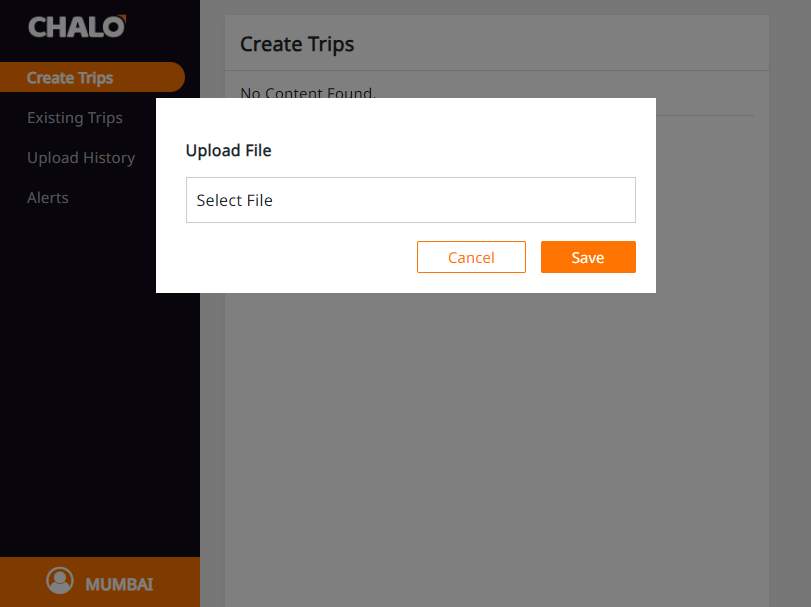 CHALO
Create Trips
Existing Trips
Upload History
Alerts
MUMBAI
Create Trips
No Content Found.
Upload File
Select File
Cancel
Save